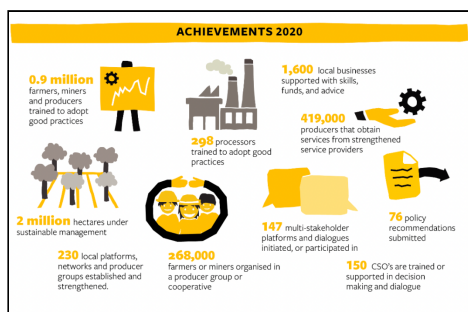 ACHIEVEMENTS 2020
0.9 million
farmers, miners
and producers
trained to adopt
good practices
298 processors
trained to adopt good
practices
1,600 local businesses
supported with skills,
funds, and advice
419,000
producers that obtain
services from strengthened
service providers
2 million hectares under
sustainable management
230 local platforms,
networks and producer
groups established and
strengthened.
268,000
farmers or miners organised in
a producer group or
cooperative
147 multi-stakeholder
platforms and dialogues
initiated, or participated in
76 policy
recommendations
submitted
150 CSO's are trained or
supported in decision
making and dialogue